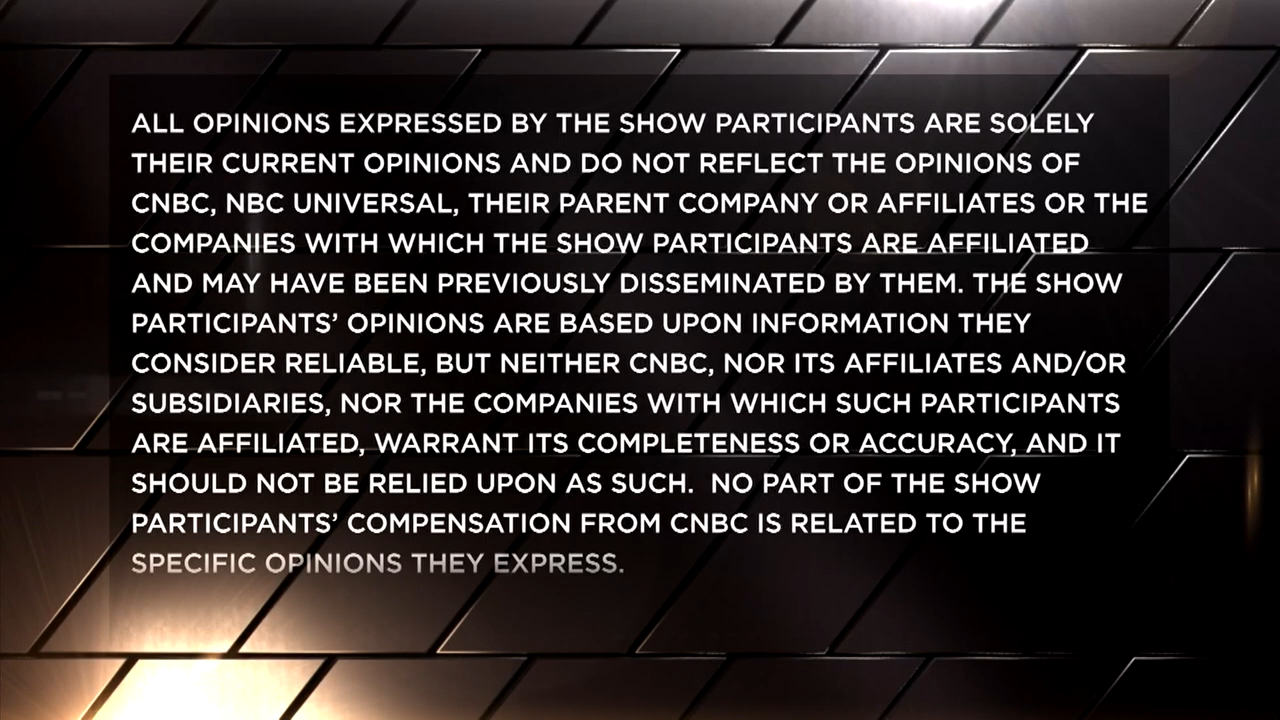 ALL OPINIONS EXPRESSED BY THE SHOW PARTICIPANTS ARE SOLELY
THEIR CURRENT OPINIONS AND DO NOT REFLECT THE OPINIONS OF
CNBC, NBC UNIVERSAL, THEIR PARENT COMPANY OR AFFILIATES OR THE
COMPANIES WITH WHICH THE SHOW PARTICIPANTS ARE AFFILIATED
AND MAY HAVE BEEN PREVIOUSLY DISSEMINATED BY THEM. THE SHOW
PARTICIPANTS’ OPINIONS ARE BASED UPON INFORMATION THEY
CONSIDER RELIABLE, BUT NEITHER CNBC, NOR ITS AFFILIATES AND/OR
SUBSIDIARIES, NOR THE COMPANIES WITH WHICH SUCH PARTICIPANTS
ARE AFFILIATED, WARRANT ITS COMPLETENESS OR ACCURACY, AND IT
SHOULD NOT BE RELIED UPON AS SUCH.  NO PART OF THE SHOW
PARTICIPANTS’ COMPENSATION FROM CNBC IS RELATED TO THE
SPECIFIC OPINIONS THEY EXPRESS.